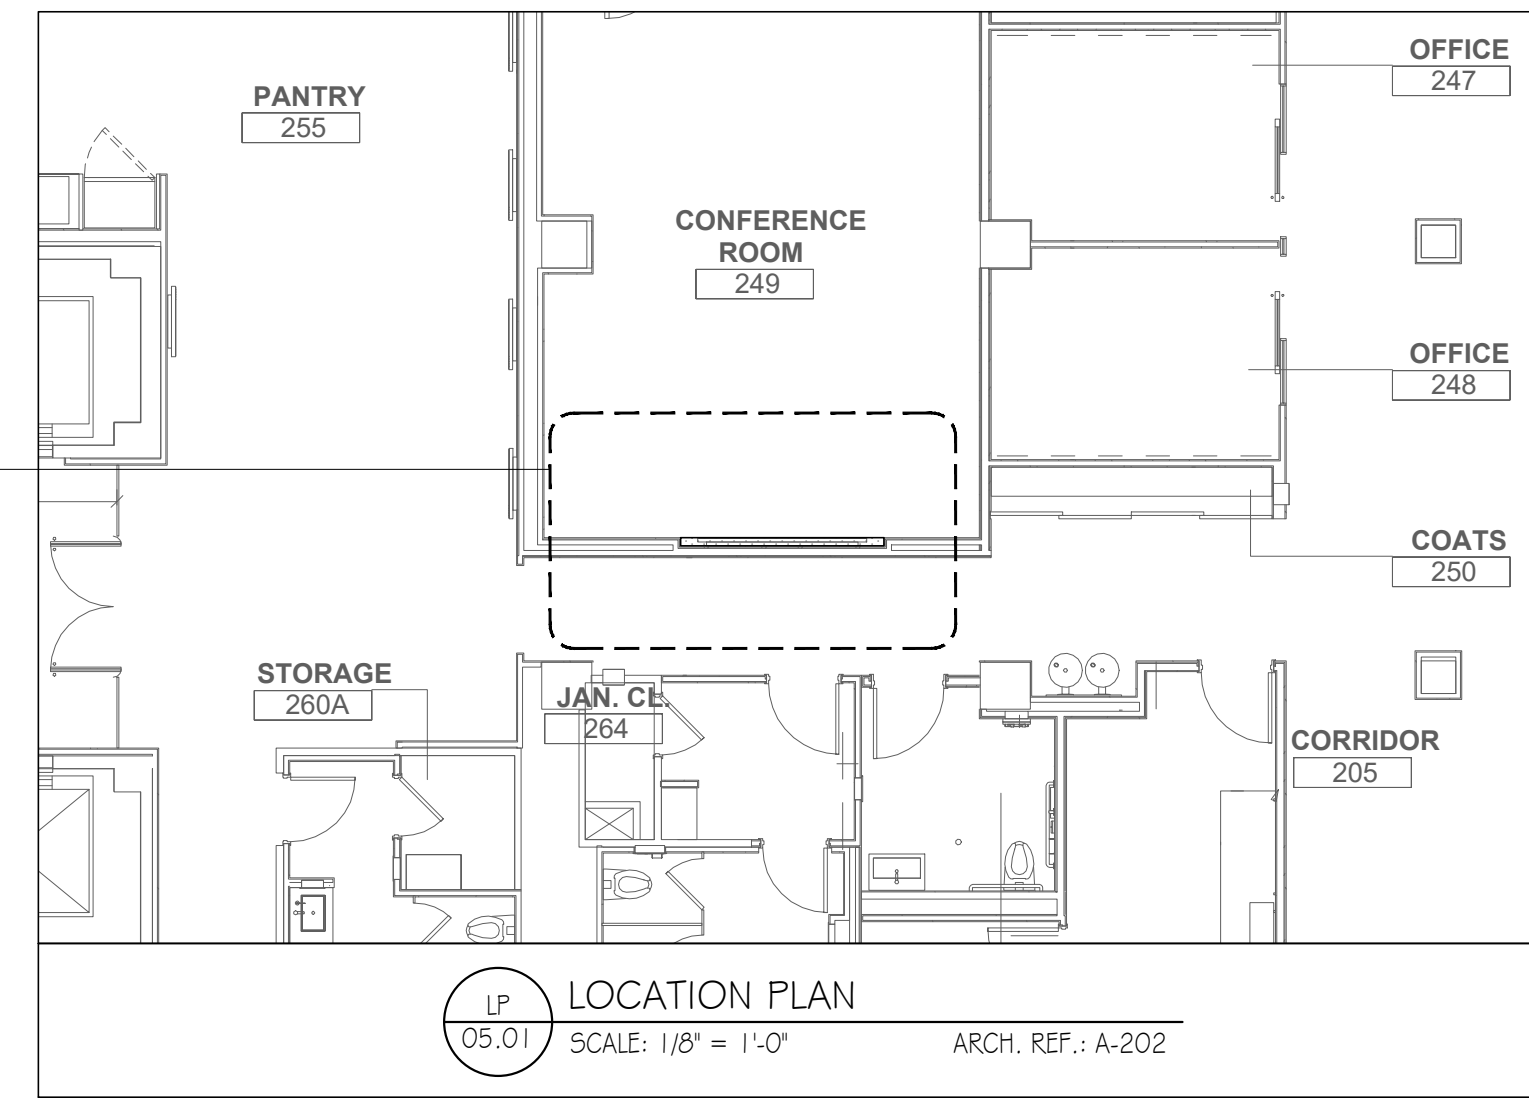 OFFICE
247
PANTRY
255
CONFERENCE
ROOM
249
OFFICE
248
COATS
250
STORAGE
260A
JAN. CL.
264
CORRIDOR
205
LP
05.01
LOCATION PLAN
SCALE: 1/8" = 1'-0"
ARCH. REF.: A-202